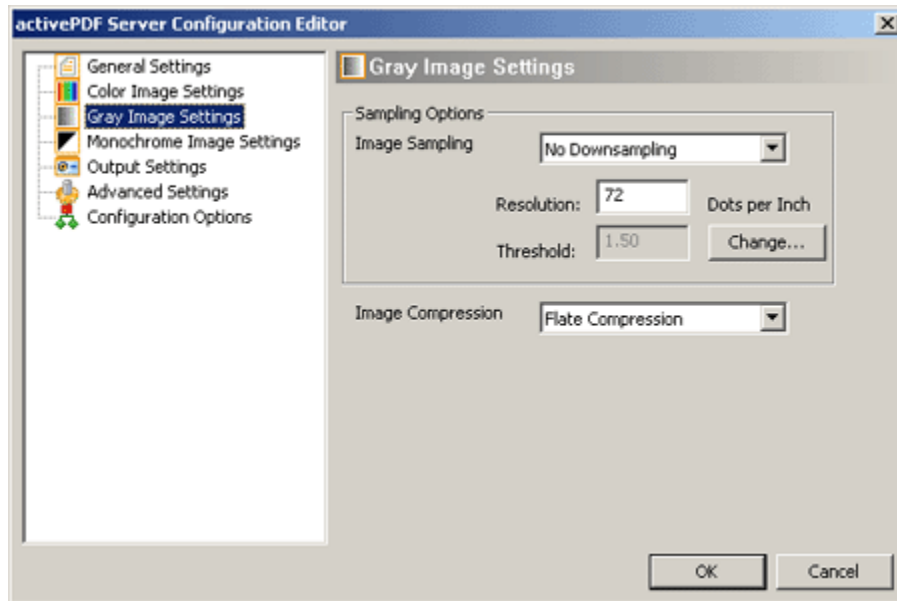 activePDF Server Configuration Editor
General Settings
Color Image Settings
Gray Image Settings
Monochrome Image Settings
Output Settings
Advanced Settings
Configuration Options
Gray Image Settings
Sampling Options
Image Sampling No Downsampling
Resolution: 72 Dots per Inch
Threshold: 1.50 Change...
Image Compression Flate Compression
OK Cancel